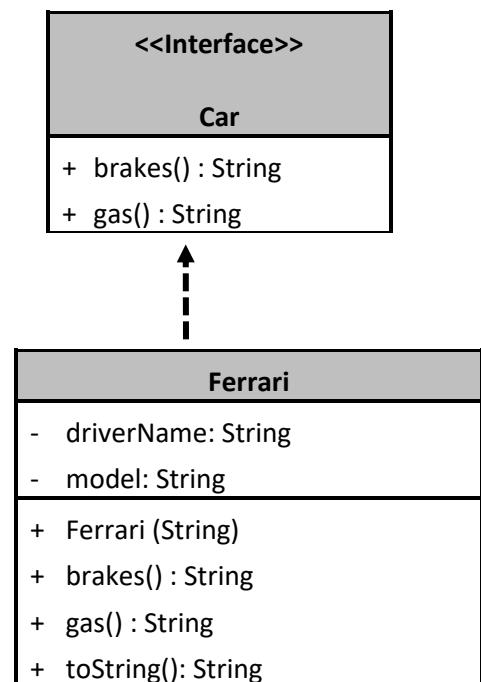 <<Interface>>
Car
+ brakes() : String
+ gas() : String
Ferrari
- driverName: String
- model: String
+ Ferrari (String)
+ brakes() : String
+ gas() : String
+ toString(): String